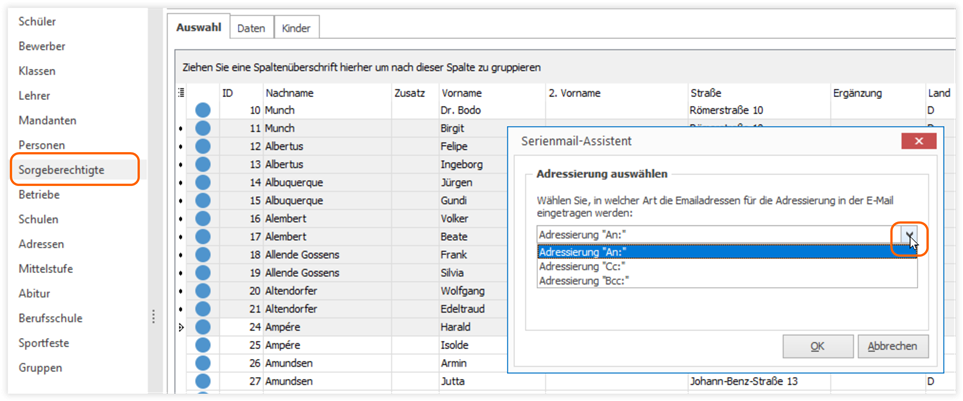 Schüler
Bewerber
Klassen
Lehrer
Mandanten
Personen
Sorgeberechtigte
Betriebe
Schulen
Adressen
Mittelstufe
Abitur
Berufsschule
Sportfeste
Gruppen
Auswahl Daten Kinder
Ziehen Sie eine Spaltenüberschrift hierher um nach dieser Spalte zu gruppieren
ID Nachname Zusatz Vorname 2. Vorname Straße Ergänzung Land
10 Munch Dr. Bodo Römerstraße 10 D
11 Munch Birgit Römerstraße 10 D
12 Albertus Felipe
13 Albertus Ingeborg
14 Albuquerque Jürgen
15 Albuquerque Gundi
16 Alembert Volker
17 Alembert Beate
18 Allende Gossens Frank
19 Allende Gossens Silvia
20 Altendorfer Wolfgang
21 Altendorfer Edeltraud
24 Ampére Harald
25 Ampére Isolde
26 Amundsen Armin
27 Amundsen Jutta Johann-Benz-Straße 13 D
Serienmail-Assistent
Adressierung auswählen
Wählen Sie, in welcher Art die Emailadressen für die Adressierung in der E-Mail
eingetragen werden:
Adressierung "An:"
Adressierung "An:"
Adressierung "Cc:"
Adressierung "Bcc:"
OK Abbrechen